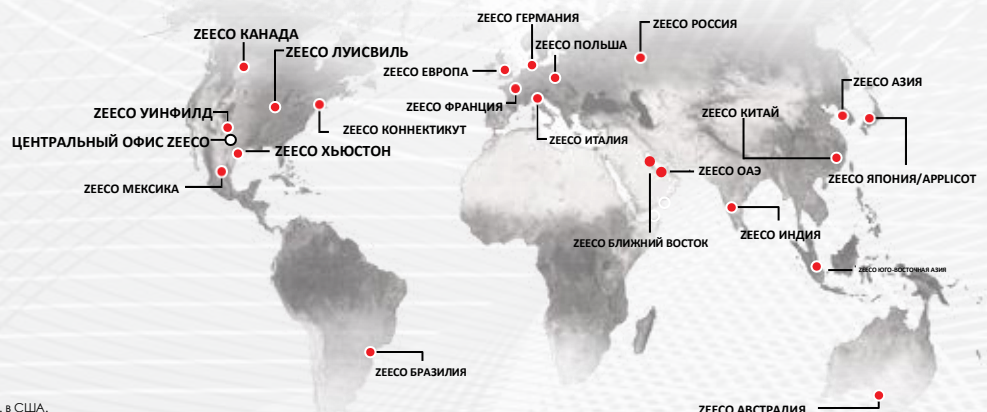 ZEECO ГЕРМАНИЯ
ZEECO РОССИЯ
ZEECO КАНАДА
ZEECO ПОЛЬША
ZEECO ЛУИСВИЛЬ
ZEECO ЕВРОПА
ZEECO АЗИЯ
ZEECO ФРАНЦИЯ
ZEECO УИНФИЛД
ZEECO КИТАЙ
ZEECO КОННЕКТИКУТ
ЦЕНТРАЛЬНЫЙ ОФИС ZEECO
ZEECO ИТАЛИЯ
ZEECO ХЬЮСТОН
ZEECO ОАЭ
ZEECO ЯПОНИЯ/APPLICOT
ZEECO МЕКСИКА
ZEECO ИНДИЯ
ZEECO БЛИЖНИЙ ВОСТОК
ZEECO ЮГО-ВОСТОЧНАЯ АЗИЯ
ZEECO БРАЗИЛИЯ
в США.
ZEECO АВСТРАЛИЯ